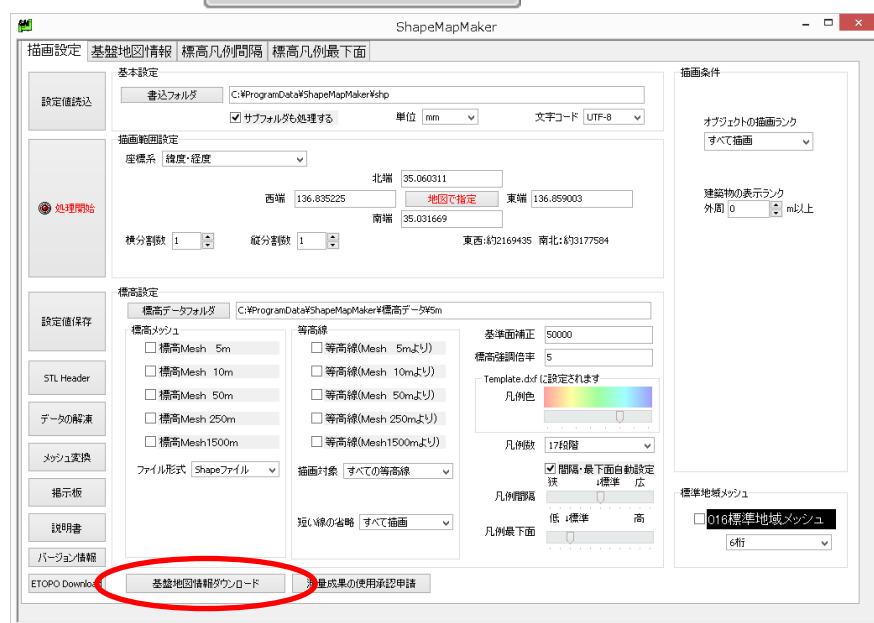 ShapeMapMaker
描画設定 基盤地図情報 標高凡例間隔 標高凡例最下面
設定値読込
処理開始
設定値保存
STL Header
データの解凍
メッシュ変換
掲示板
説明書
バージョン情報
ETOPO Download
基本設定
書込フォルダ C:¥ProgramData¥ShapeMapMaker¥shp
サブフォルダも処理する 単位 mm 文字コード UTF-8
描画範囲設定
座標系 緯度・経度
北端 35.060311
西端 136.835225 地図で指定 東端 136.859003
南端 35.031669
横分割数 1 縦分割数 1 東西:約2169435 南北:約3177584
標高設定
標高データフォルダ C:¥ProgramData¥ShapeMapMaker¥標高データ¥5m
標高メッシュ
標高Mesh 5m
標高Mesh 10m
標高Mesh 50m
標高Mesh 250m
標高Mesh1500m
ファイル形式 Shapeファイル
等高線
等高線(Mesh 5mより)
等高線(Mesh 10mより)
等高線(Mesh 50mより)
等高線(Mesh 250mより)
等高線(Mesh1500mより)
描画対象 すべての等高線
短い線の省略 すべて描画
基準面補正 50000
標高強調倍率 5
Template.dxf に設定されます
凡例色
凡例数 17段階
間隔・最下面自動設定
狭 ↓標準 広
凡例間隔
低 ↓標準 高
凡例最下面
基盤地図情報ダウンロード 測量成果の使用承認申請
描画条件
オブジェクトの描画ランク
すべて描画
建築物の表示ランク
外周 0 m以上
標準地域メッシュ
016標準地域メッシュ
6桁